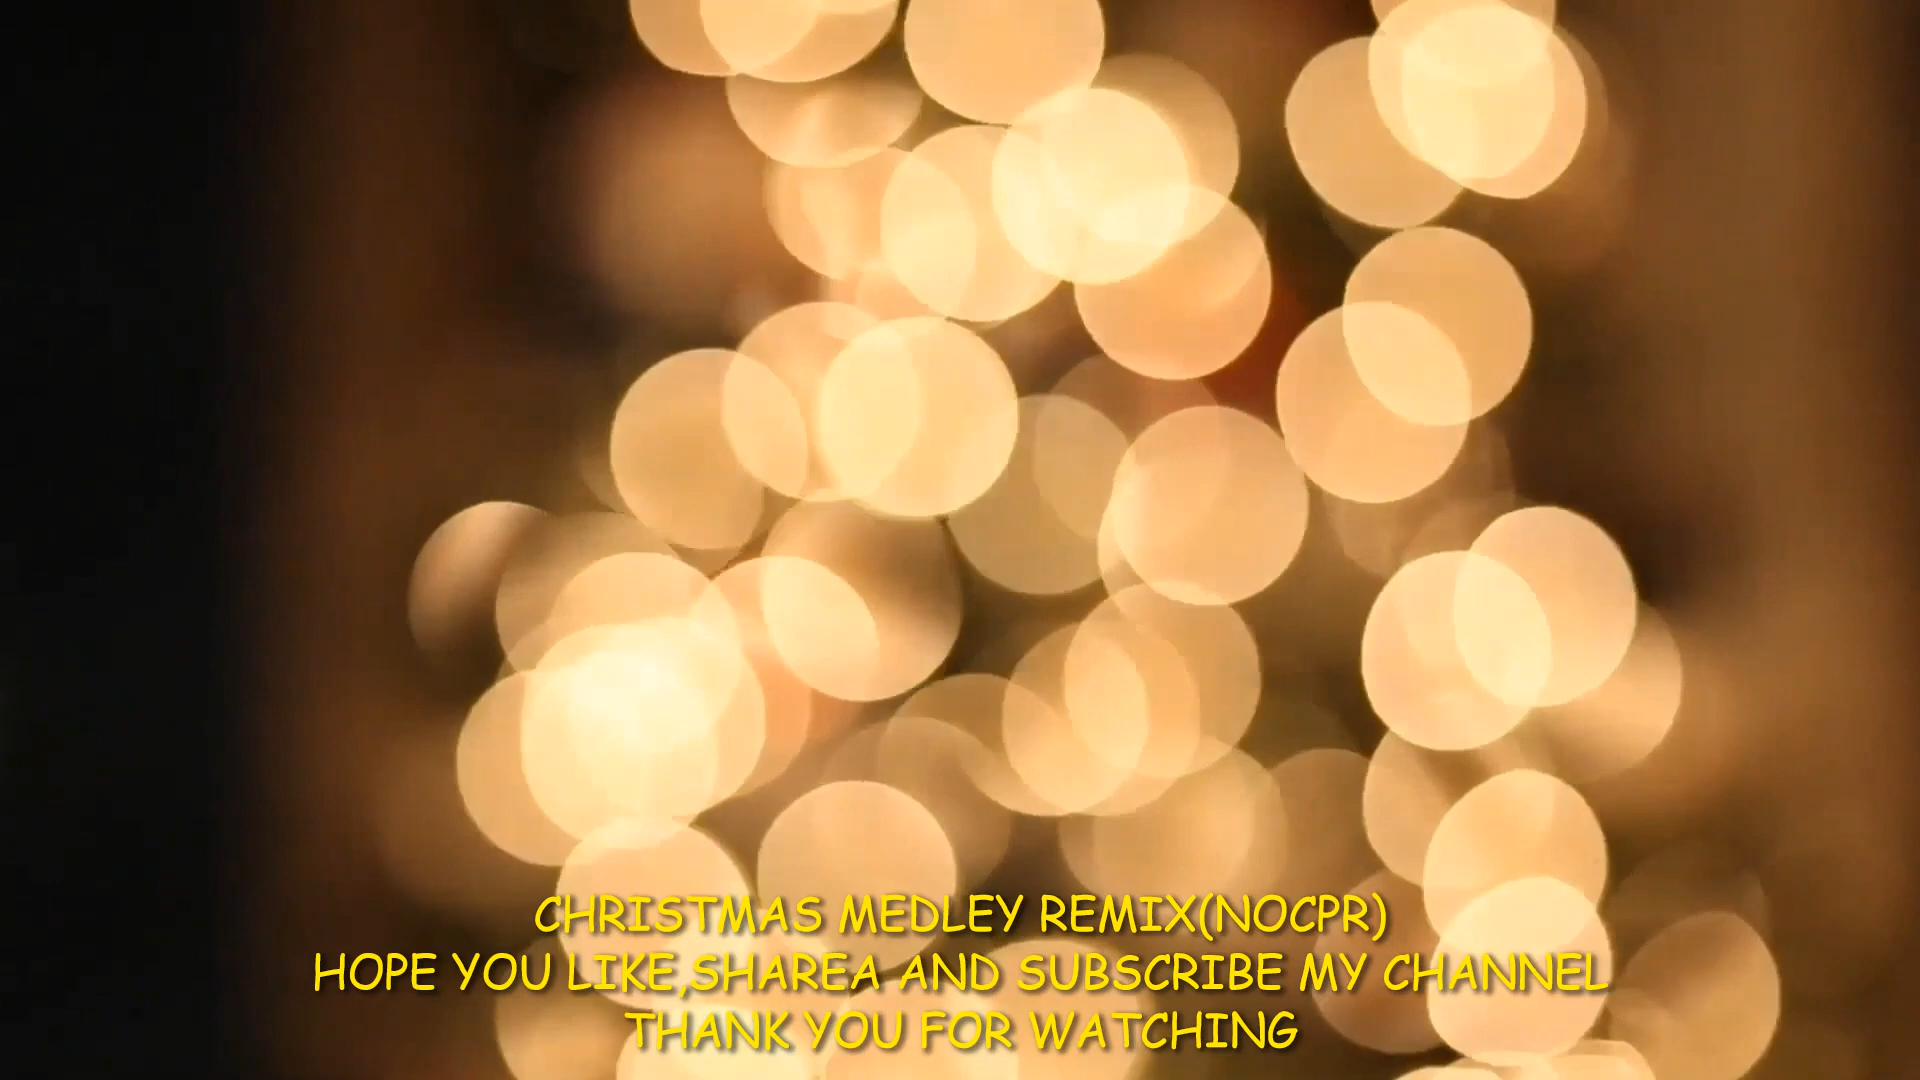 CHRISTMAS MEDLEY REMIX(NOCPR)
HOPE YOU LIKE,SHAREA AND SUBSCRIBE MY CHANNEL
THANK YOU FOR WATCHING